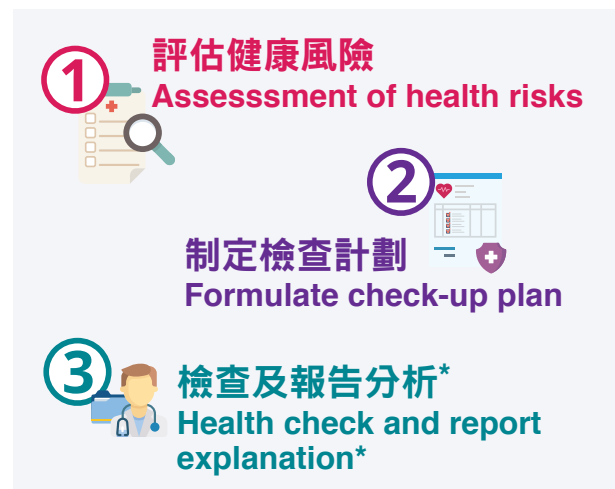 1
評估健康風險
Assesssment of health risks
2
制定檢查計劃
Formulate check-up plan
3
檢查及報告分析*
Health check and report
explanation*